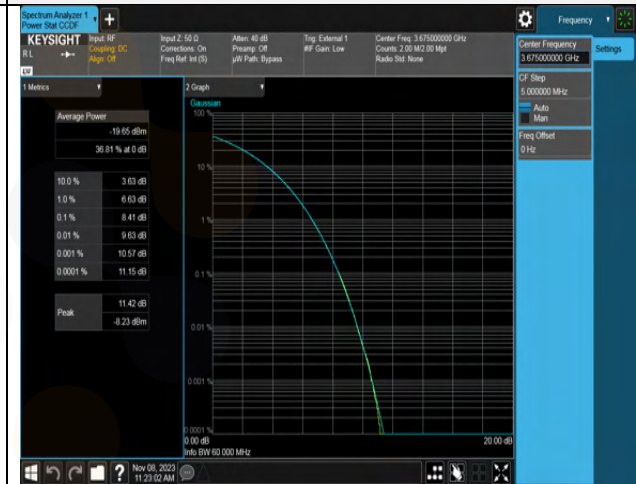 Spectrum Analyzer 1
Power Stat CCDF
+
Frequency
KEYSIGHT
R L
LW
Input: RF
Coupling: DC
Align: Off
Input Z: 50 Ω
Corrections: On
Freq Ref: Int (S)
Atten: 40 dB
Preamp: Off
µW Path: Bypass
Trig: External 1
#IF Gain: Low
Center Freq: 3.675000000 GHz
Counts: 2.00 M/2.00 Mpt
Radio Std: None
Center Frequency
3.675000000 GHz
Settings
CF Step
5.000000 MHz
Auto
Man
Freq Offset
0 Hz
1 Metrics
Average Power
-19.65 dBm
36.81 % at 0 dB
10.0 % 3.63 dB
1.0 % 6.63 dB
0.1 % 8.41 dB
0.01 % 9.63 dB
0.001 % 10.57 dB
0.0001 % 11.15 dB
Peak
11.42 dB
-8.23 dBm
2 Graph
Gaussian
100 %
10 %
1 %
0.1 %
0.01 %
0.001 %
0.0001 %
0.00 dB
20.00 dB
Info BW 60.000 MHz
?
Nov 08, 2023
11:23:02 AM